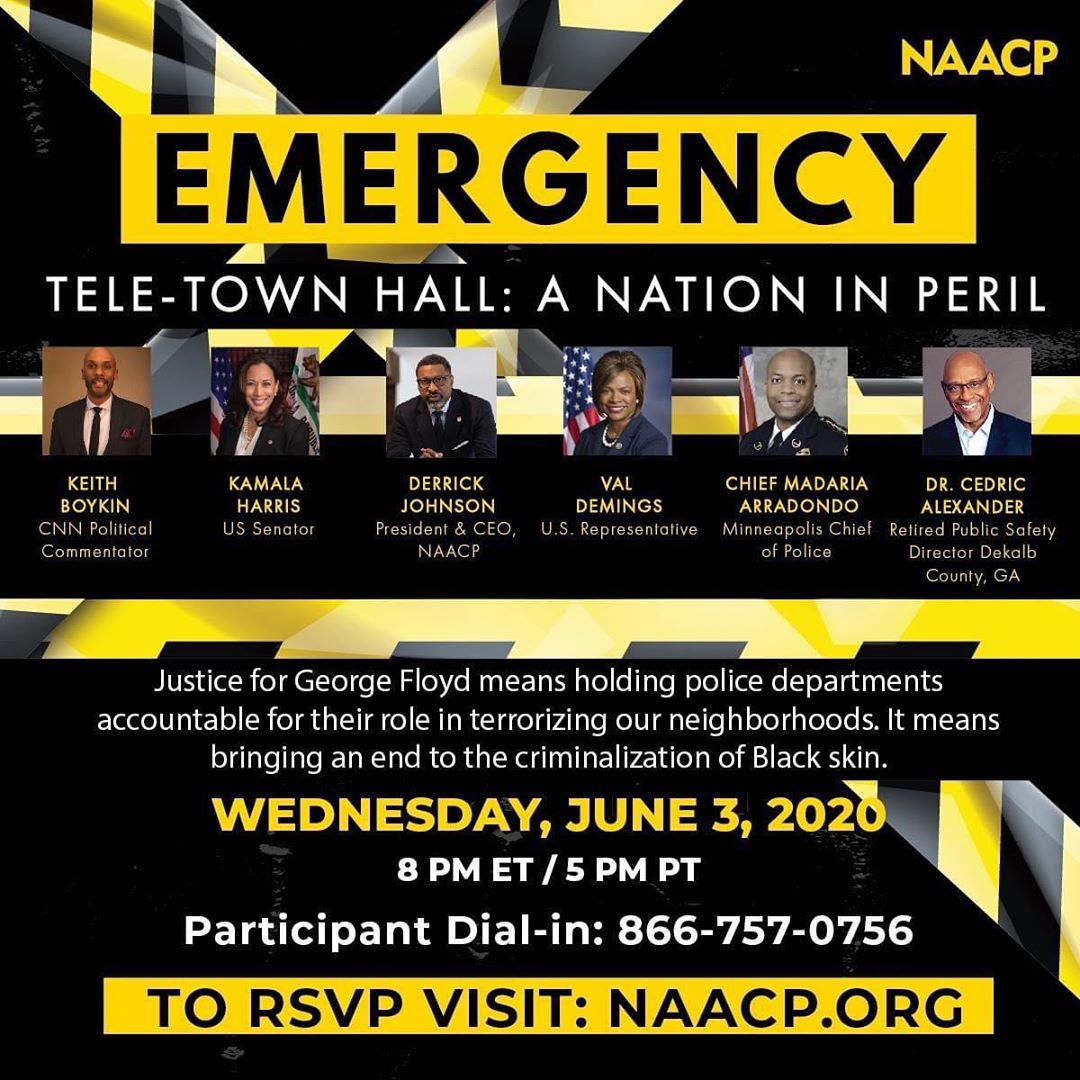 NAACP
EMERGENCY
TELE-TOWN HALL: A NATION IN PERIL
KEITH
BOYKIN
CNN Political
Commentator
KAMALA
HARRIS
US Senator
DERRICK
JOHNSON
President & CEO,
NAACP
VAL
DEMINGS
U.S. Representative
CHIEF MADARIA
ARRADONDO
Minneapolis Chief
of Police
DR. CEDRIC
ALEXANDER
Retired Public Safety
Director Dekalb
County, GA
Justice for George Floyd means holding police departments
accountable for their role in terrorizing our neighborhoods. It means
bringing an end to the criminalization of Black skin.
WEDNESDAY, JUNE 3, 2020
8 PM ET / 5 PM PT
Participant Dial-in: 866-757-0756
TO RSVP VISIT: NAACP.ORG